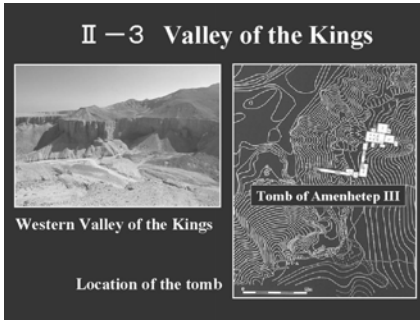 Ⅱ－3 Valley of the Kings
Western Valley of the Kings
Tomb of Amenhetep III
Location of the tomb